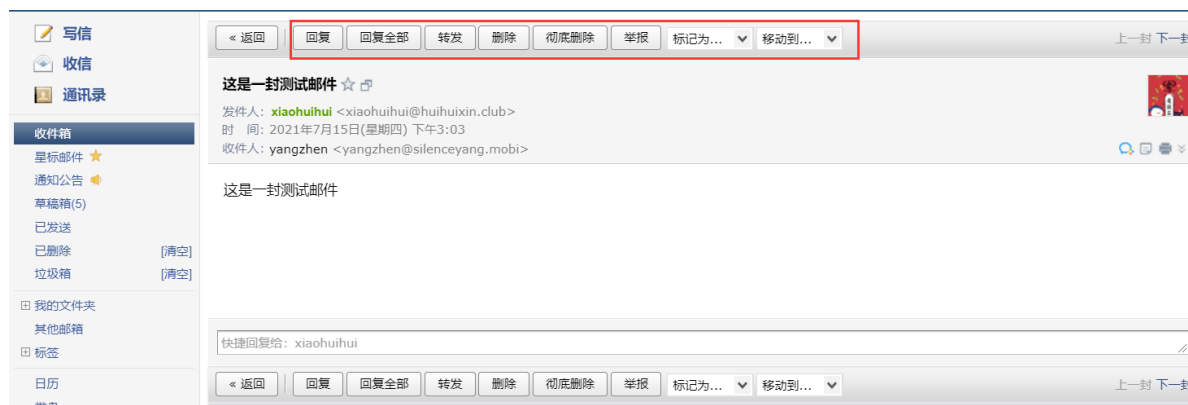 写信
收信
通讯录
收件箱
星标邮件
通知公告
草稿箱(5)
已发送
已删除 [清空]
垃圾箱 [清空]
我的文件夹
其他邮箱
标签
日历
« 返回 回复 回复全部 转发 删除 彻底删除 举报 标记为... 移动到... 上一封 下一封
这是一封测试邮件
发件人: xiaohuihui <xiaohuihui@huihuixin.club>
时 间: 2021年7月15日(星期四) 下午3:03
收件人: yangzhen <yangzhen@silenceyang.mobi>
这是一封测试邮件
快捷回复给: xiaohuihui
« 返回 回复 回复全部 转发 删除 彻底删除 举报 标记为... 移动到... 上一封 下一封